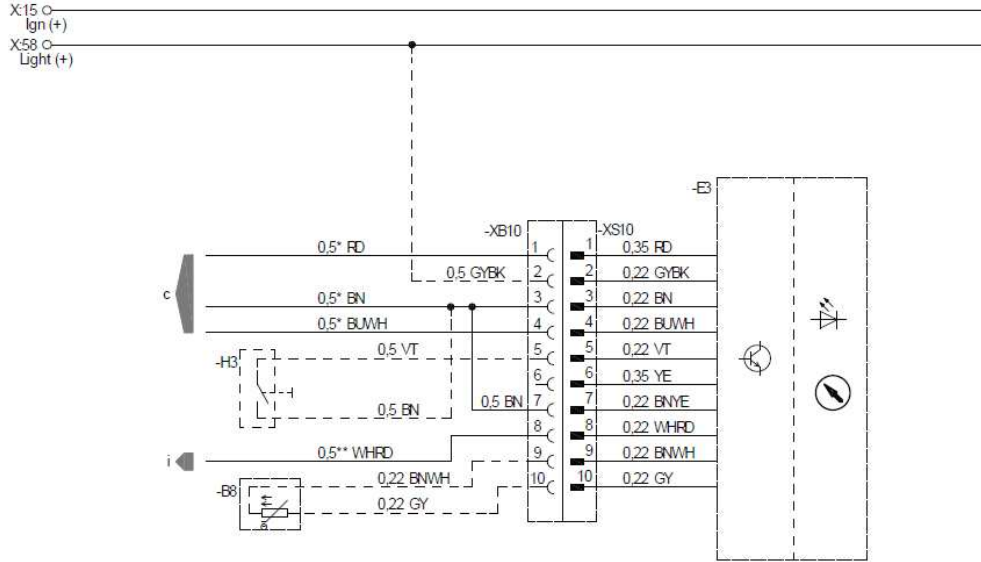 X:15
Ign (+)
X:58
Light (+)
-E3
-XB10
-XS10
0,5* RD
1
1
0,35 RD
0,5 GYBK
2
2
0,22 GYBK
c
0,5* BN
3
3
0,22 BN
0,5* BUWH
4
4
0,22 BUWH
-H3
0,5 VT
5
5
0,22 VT
6
6
0,35 YE
0,5 BN
0,5 BN
7
7
0,22 BNYE
8
8
0,22 WHRD
i
0,5** WHRD
9
9
0,22 BNWH
-B8
0,22 BNWH
10
10
0,22 GY
0,22 GY